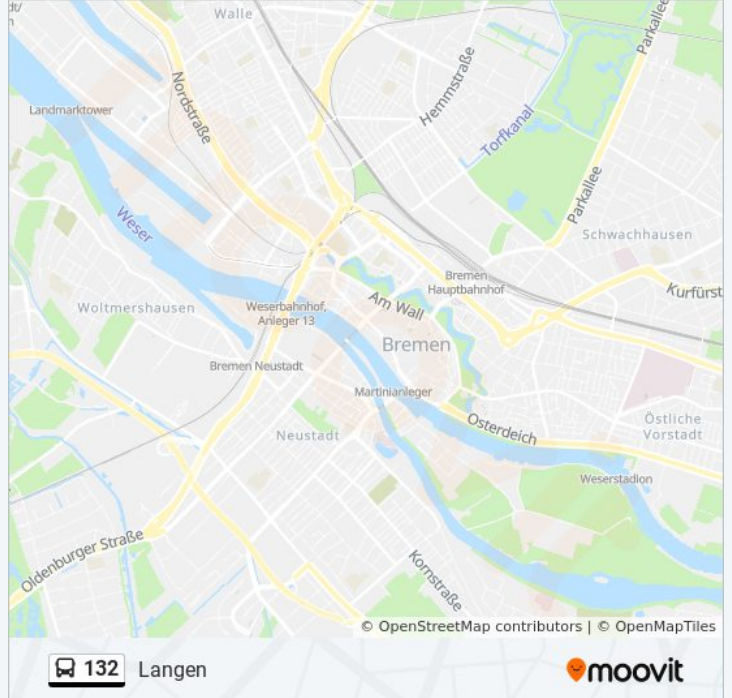 dt/
Walle
Parkallee
Hemmstraße
Nordstraße
Landmarktower
Torfkanal
Parkallee
Weser
Schwachhausen
Bremen
Hauptbahnhof
Kurfürst
Am Wall
Woltmershausen
Weserbahnhof,
Anleger 13
Bremen
Bremen Neustadt
Martinianleger
Osterdeich
Östliche
Vorstadt
Neustadt
Weserstadion
Oldenburger Straße
Kornstraße
© OpenStreetMap contributors | © OpenMapTiles
132 Langen
moovit